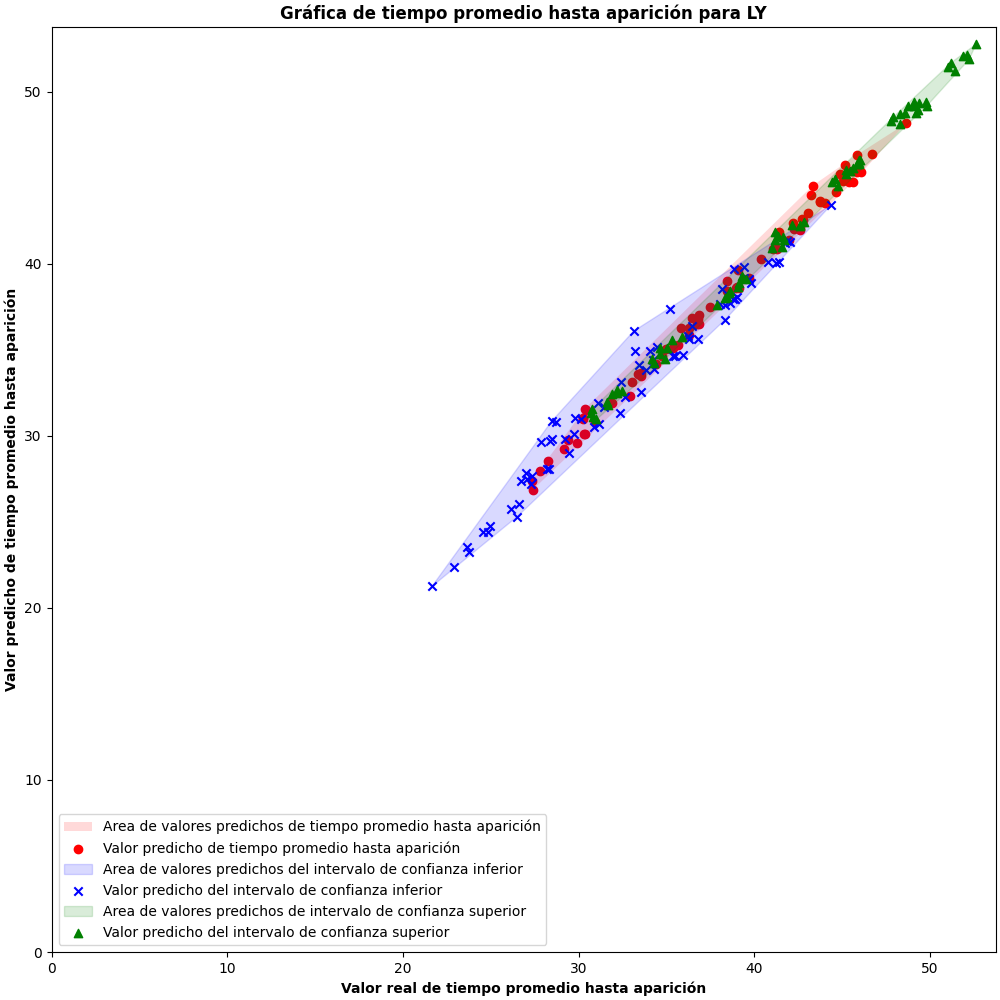 Gráfica de tiempo promedio hasta aparición para LY
Valor predicho de tiempo promedio hasta aparición
50
40
30
20
10
0
Area de valores predichos de tiempo promedio hasta aparición
Valor predicho de tiempo promedio hasta aparición
Area de valores predichos del intervalo de confianza inferior
Valor predicho del intervalo de confianza inferior
Area de valores predichos de intervalo de confianza superior
Valor predicho del intervalo de confianza superior
0 10 20 30 40 50
Valor real de tiempo promedio hasta aparición